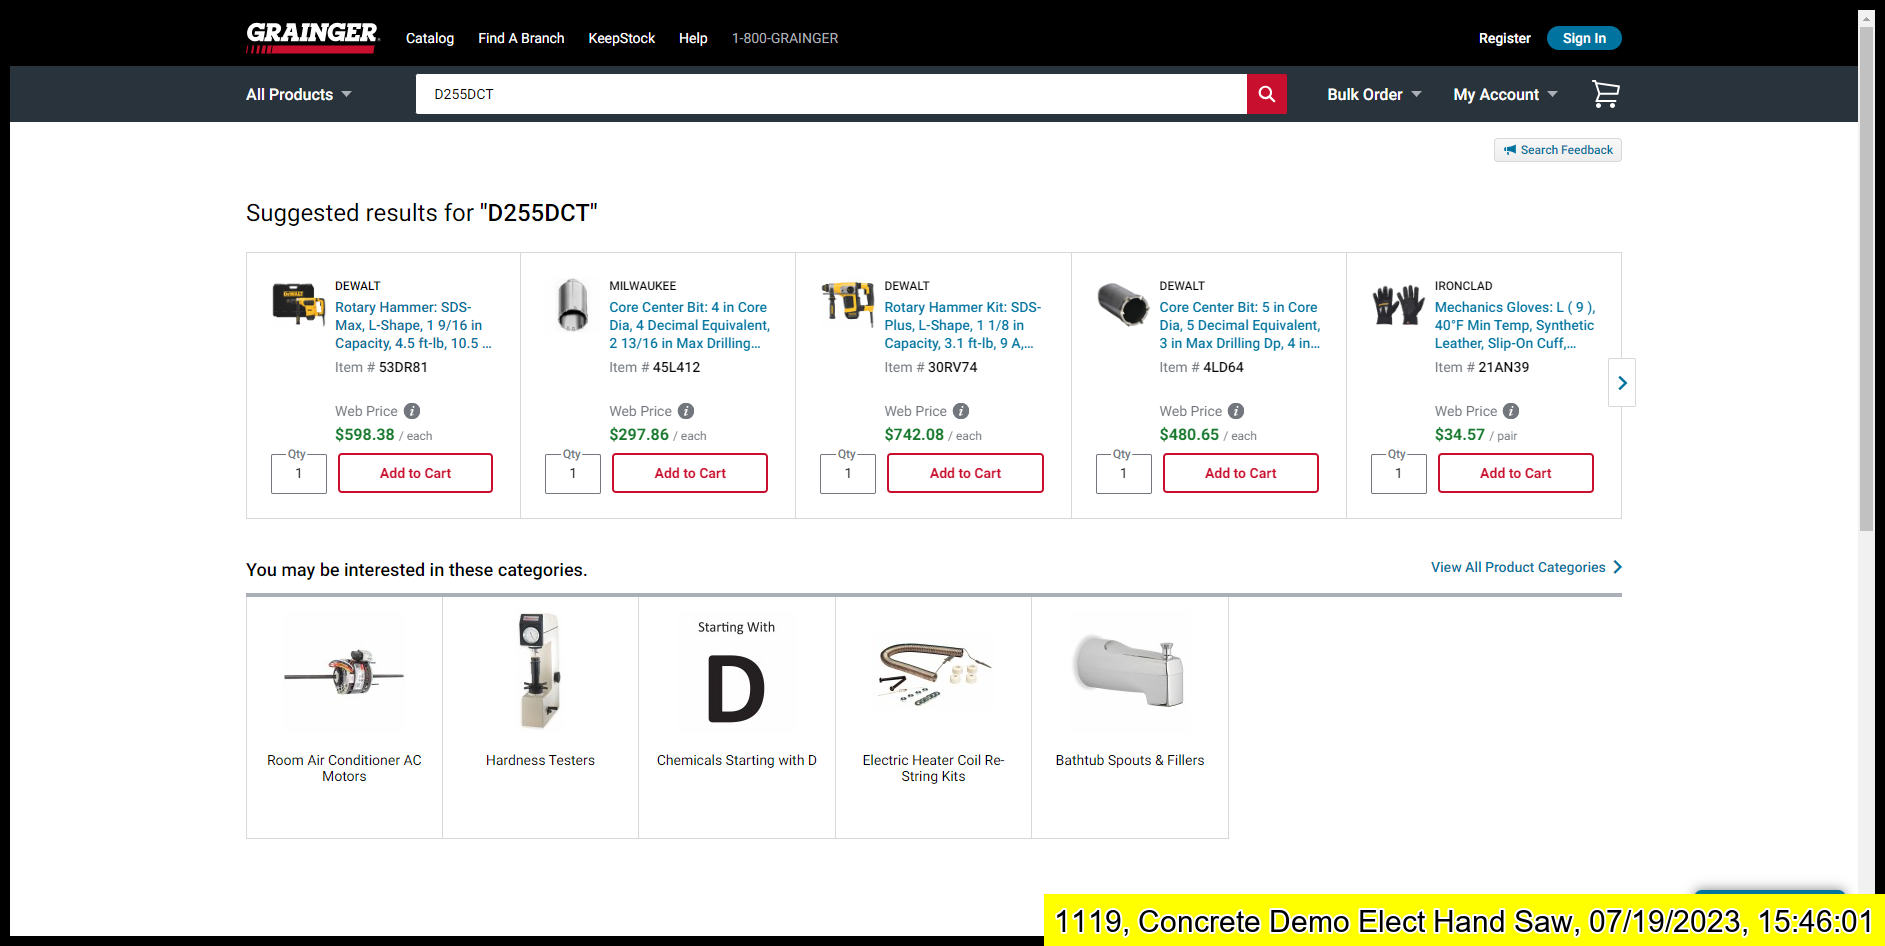 GRAINGER
Catalog
Find A Branch
KeepStock
Help
1-800-GRAINGER
Register
Sign In
All Products
D255DCT
Bulk Order
My Account
Search Feedback
Suggested results for "D255DCT"
DEWALT
Rotary Hammer: SDS-
Max, L-Shape, 1 9/16 in
Capacity, 4.5 ft-lb, 10.5 ...
Item # 53DR81
Web Price
$598.38 / each
Qty
1
Add to Cart
MILWAUKEE
Core Center Bit: 4 in Core
Dia, 4 Decimal Equivalent,
2 13/16 in Max Drilling...
Item # 45L412
Web Price
$297.86 / each
Qty
1
Add to Cart
DEWALT
Rotary Hammer Kit: SDS-
Plus, L-Shape, 1 1/8 in
Capacity, 3.1 ft-lb, 9 A,...
Item # 30RV74
Web Price
$742.08 / each
Qty
1
Add to Cart
DEWALT
Core Center Bit: 5 in Core
Dia, 5 Decimal Equivalent,
3 in Max Drilling Dp, 4 in...
Item # 4LD64
Web Price
$480.65 / each
Qty
1
Add to Cart
IRONCLAD
Mechanics Gloves: L ( 9 ),
40°F Min Temp, Synthetic
Leather, Slip-On Cuff,...
Item # 21AN39
Web Price
$34.57 / pair
Qty
1
Add to Cart
You may be interested in these categories.
View All Product Categories
Room Air Conditioner AC
Motors
Hardness Testers
Starting With
D
Chemicals Starting with D
Electric Heater Coil Re-
String Kits
Bathtub Spouts & Fillers
1119, Concrete Demo Elect Hand Saw, 07/19/2023, 15:46:01